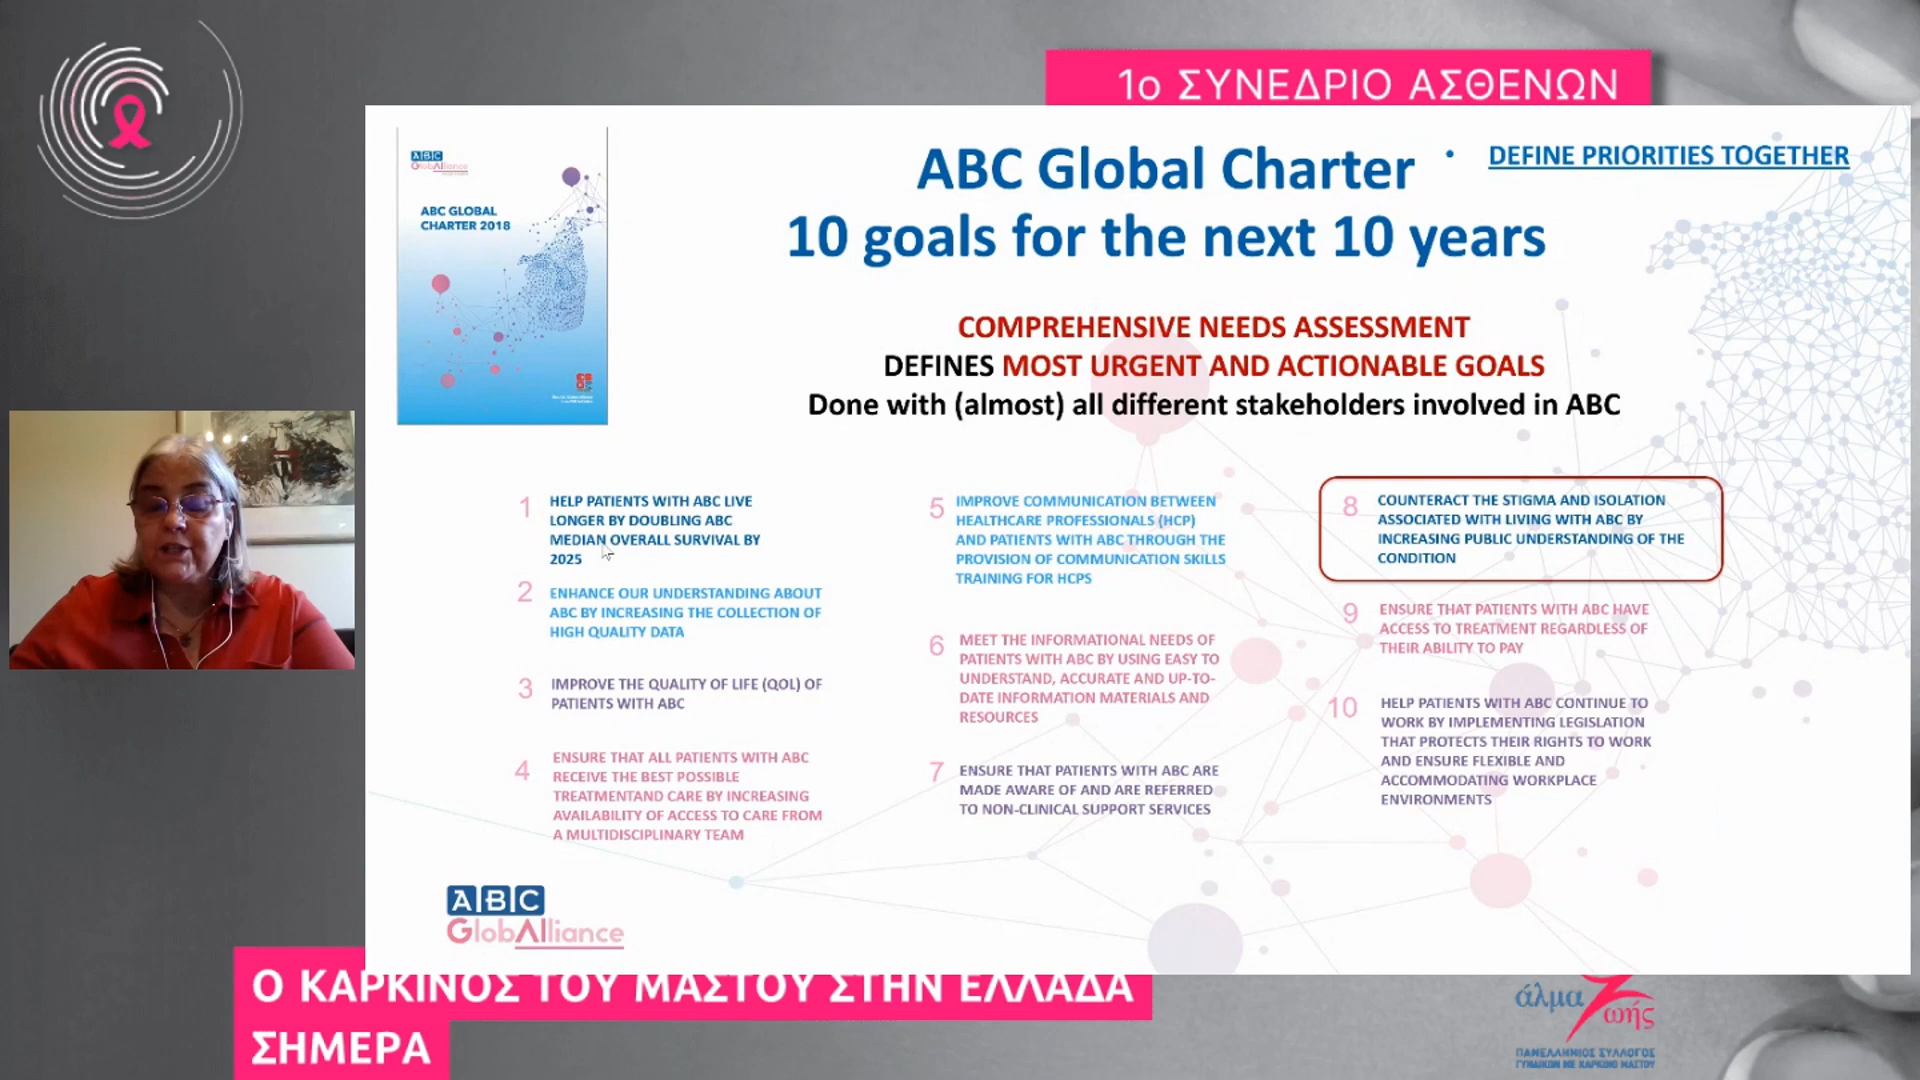 1ο ΣΥΝΕΔΡΙΟ ΑΣΘΕΝΩΝ
ABC
GlobAlliance
ABC GLOBAL
CHARTER 2018
ABC Global Charter
10 goals for the next 10 years
• DEFINE PRIORITIES TOGETHER
COMPREHENSIVE NEEDS ASSESSMENT
DEFINES MOST URGENT AND ACTIONABLE GOALS
Done with (almost) all different stakeholders involved in ABC
1 HELP PATIENTS WITH ABC LIVE
LONGER BY DOUBLING ABC
MEDIAN OVERALL SURVIVAL BY
2025
2 ENHANCE OUR UNDERSTANDING ABOUT
ABC BY INCREASING THE COLLECTION OF
HIGH QUALITY DATA
3 IMPROVE THE QUALITY OF LIFE (QOL) OF
PATIENTS WITH ABC
4 ENSURE THAT ALL PATIENTS WITH ABC
RECEIVE THE BEST POSSIBLE
TREATMENTAND CARE BY INCREASING
AVAILABILITY OF ACCESS TO CARE FROM
A MULTIDISCIPLINARY TEAM
5 IMPROVE COMMUNICATION BETWEEN
HEALTHCARE PROFESSIONALS (HCP)
AND PATIENTS WITH ABC THROUGH THE
PROVISION OF COMMUNICATION SKILLS
TRAINING FOR HCPS
6 MEET THE INFORMATIONAL NEEDS OF
PATIENTS WITH ABC BY USING EASY TO
UNDERSTAND, ACCURATE AND UP-TO-
DATE INFORMATION MATERIALS AND
RESOURCES
7 ENSURE THAT PATIENTS WITH ABC ARE
MADE AWARE OF AND ARE REFERRED
TO NON-CLINICAL SUPPORT SERVICES
8 COUNTERACT THE STIGMA AND ISOLATION
ASSOCIATED WITH LIVING WITH ABC BY
INCREASING PUBLIC UNDERSTANDING OF THE
CONDITION
9 ENSURE THAT PATIENTS WITH ABC HAVE
ACCESS TO TREATMENT REGARDLESS OF
THEIR ABILITY TO PAY
10 HELP PATIENTS WITH ABC CONTINUE TO
WORK BY IMPLEMENTING LEGISLATION
THAT PROTECTS THEIR RIGHTS TO WORK
AND ENSURE FLEXIBLE AND
ACCOMMODATING WORKPLACE
ENVIRONMENTS
ABC
GlobAlliance
Ο ΚΑΡΚΙΝΟΣ ΤΟΥ ΜΑΣΤΟΥ ΣΤΗΝ ΕΛΛΑΔΑ
ΣΗΜΕΡΑ
άλμα
Ζωής
ΠΑΝΕΛΛΗΝΙΟΣ ΣΥΛΛΟΓΟΣ
ΓΥΝΑΙΚΩΝ ΜΕ ΚΑΡΚΙΝΟ ΜΑΣΤΟΥ